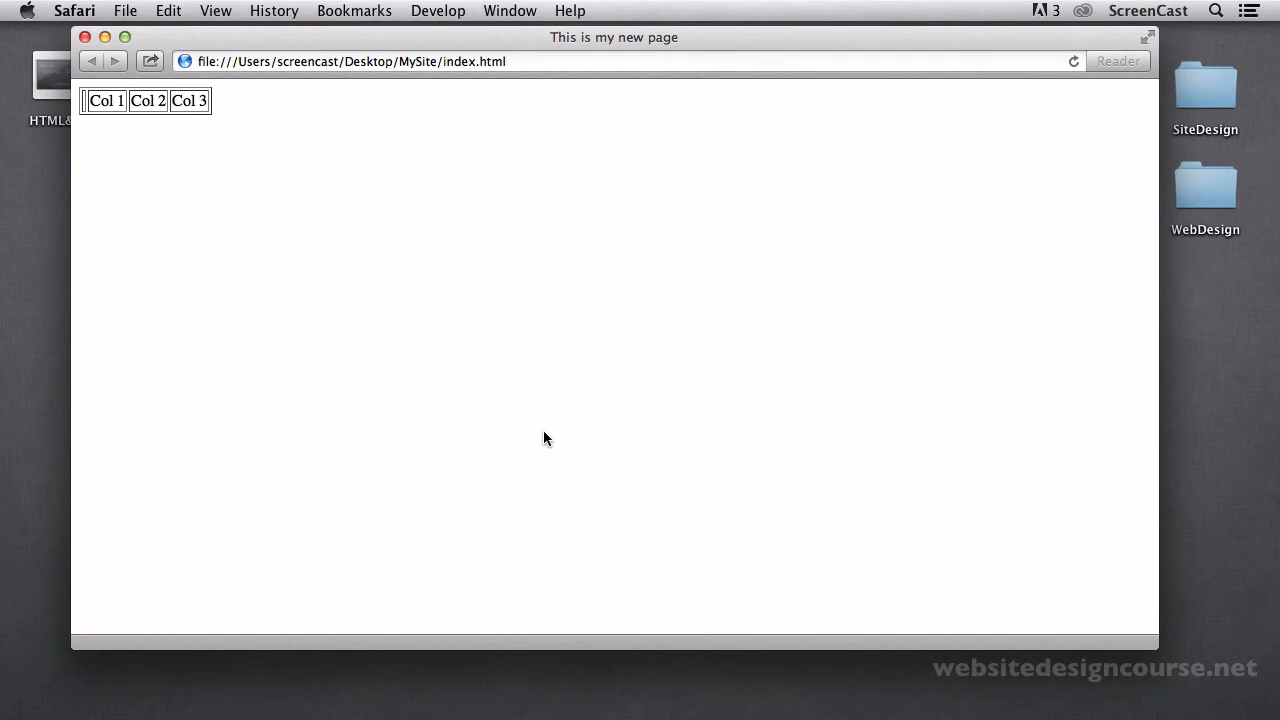 Safari File Edit View History Bookmarks Develop Window Help 3 ScreenCast
This is my new page
file:///Users/screencast/Desktop/MySite/index.html Reader
Col 1 Col 2 Col 3
HTML&
SiteDesign
WebDesign
websitedesigncourse.net